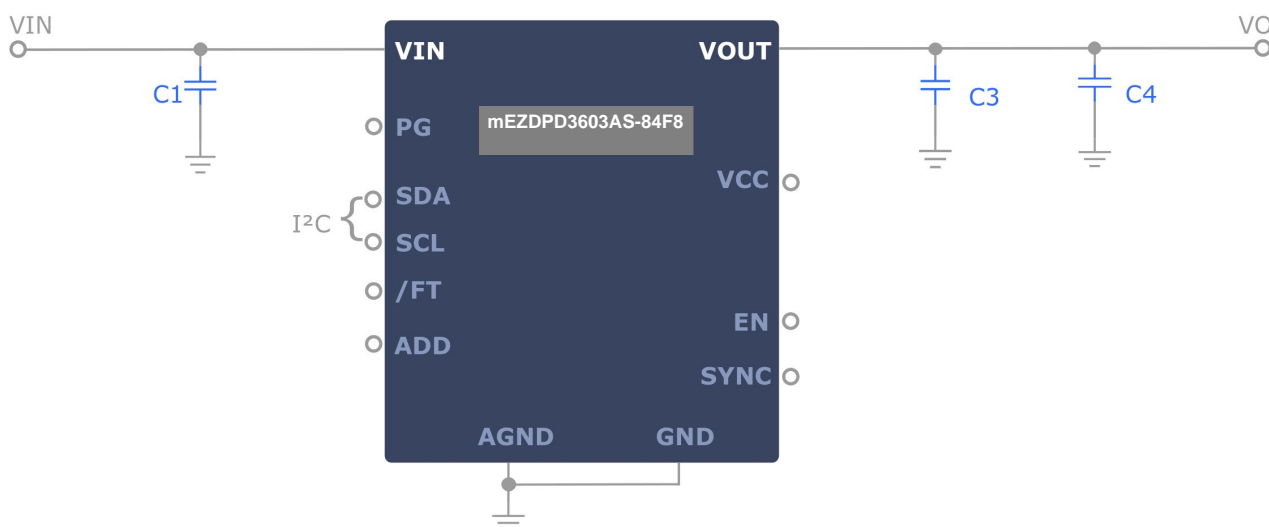 VIN
VO
VIN
VOUT
C1
C3
C4
mEZDPD3603AS-84F8
PG
VCC
SDA
I²C
SCL
/FT
EN
ADD
SYNC
AGND
GND